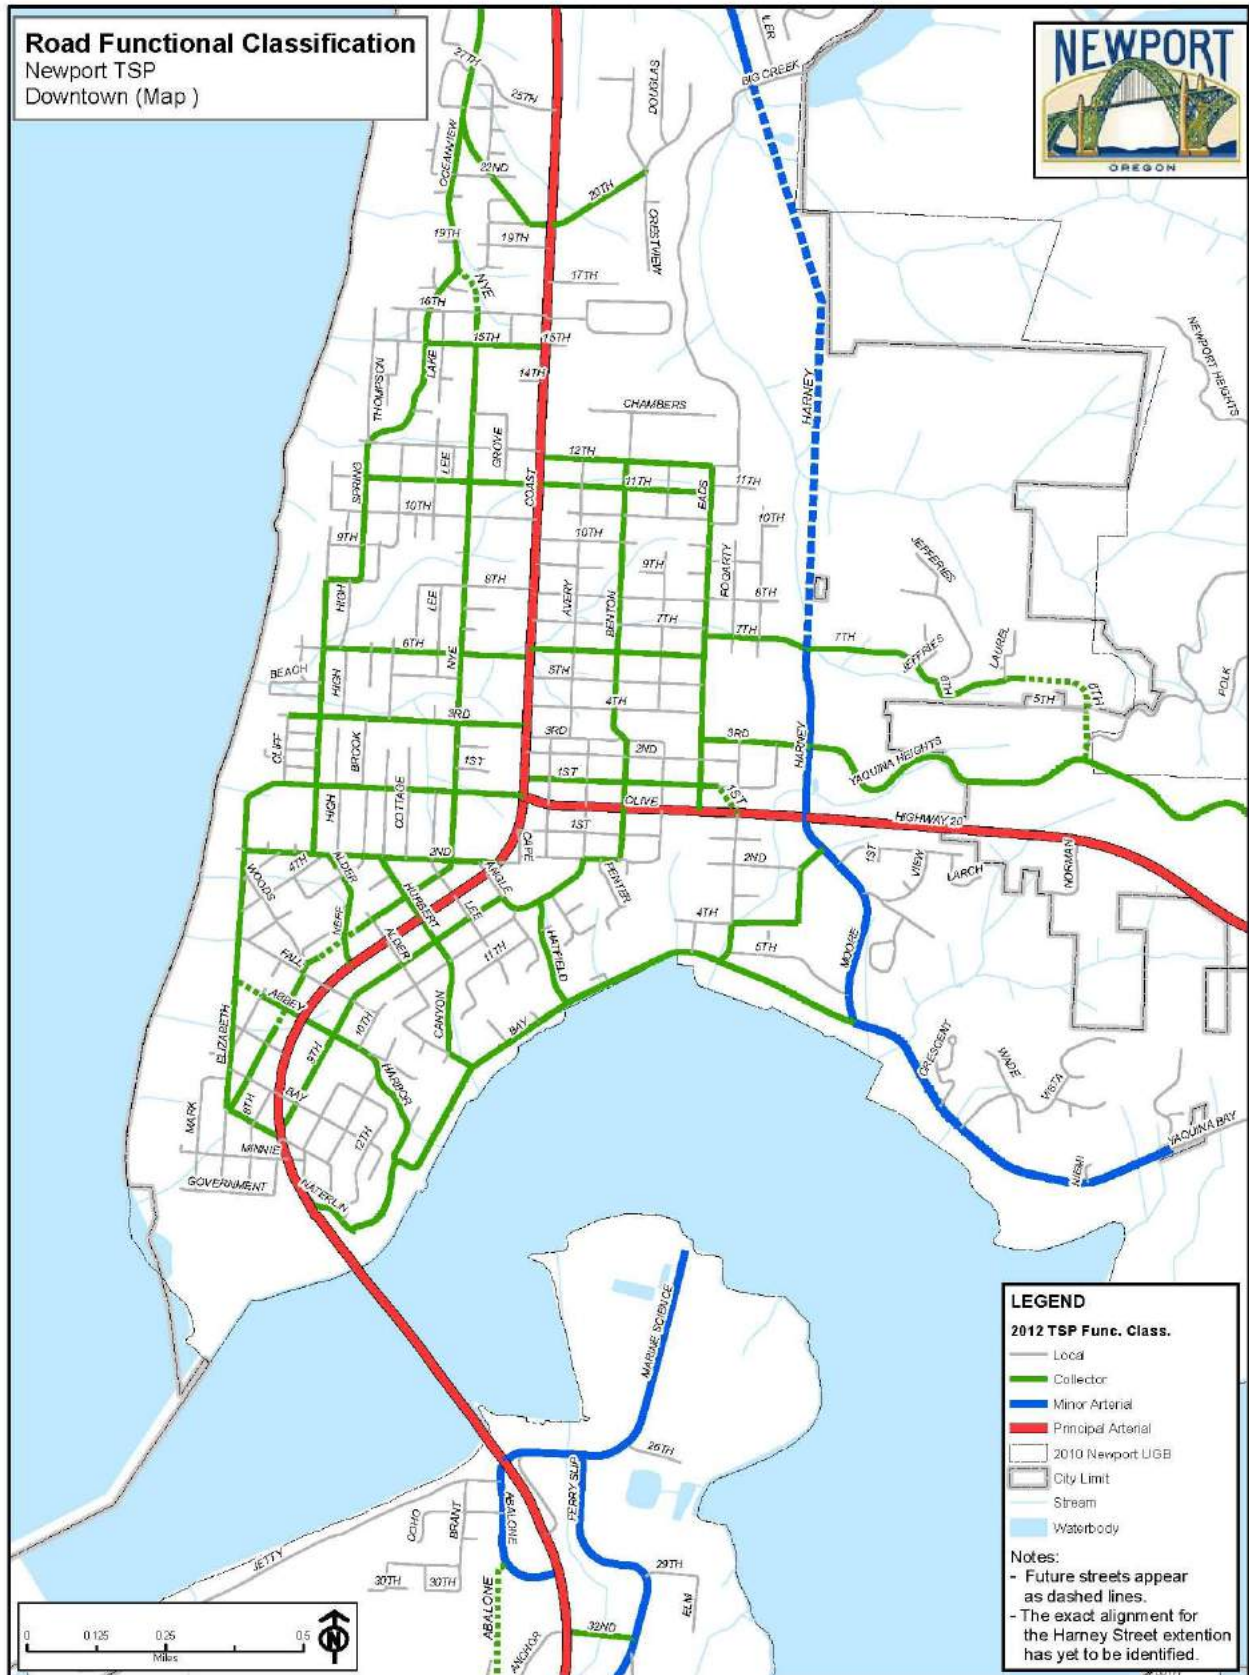 Road Functional Classification
Newport TSP
Downtown (Map )
NEWPORT
OREGON
27TH
25TH
DOUGLAS
BIG CREEK
OCEANVIEW
22ND
20TH
CRESTVIEW
19TH
19TH
17TH
NYE
16TH
15TH
15TH
NEWPORT HEIGHTS
LAKE
THOMPSON
14TH
HARNEY
CHAMBERS
GROVE
LEE
12TH
COAST
11TH
11TH
SPRING
EADS
10TH
10TH
9TH
10TH
9TH
FOGARTY
JEFFERIES
8TH
8TH
HIGH
LEE
AVERY
BENTON
7TH
7TH
7TH
LAUREL
JEFFRIES
6TH
NYE
BEACH
HIGH
5TH
6TH
5TH
6TH
POLK
4TH
3RD
3RD
3RD
2ND
HARNEY
CLIFF
BROOK
1ST
1ST
1ST
YAQUINA HEIGHTS
COTTAGE
HIGH
OLIVE
HIGHWAY 20
1ST
CAPE
2ND
2ND
1ST
VIEW
LARCH
NORMAN
WOODS
4TH
ALDER
ANGLE
PENTER
HURBERT
LEE
NEFF
4TH
ALDER
11TH
HATFIELD
5TH
MOORE
FALL
ABBEY
ELIZABETH
10TH
CANYON
BAY
9TH
CRESCENT
HARBOR
WADE
VISTA
BAY
8TH
MARK
12TH
MINNIE
YAQUINA BAY
NIEMI
GOVERNMENT
NATERLIN
MARINE SCIENCE
26TH
FERRY SLIP
ABALONE
COHO
BRANT
JETTY
29TH
30TH
30TH
ABALONE
ELM
32ND
ANCHOR
LEGEND
2012 TSP Func. Class.
Local
Collector
Minor Arterial
Principal Arterial
2010 Newport UGB
City Limit
Stream
Waterbody
Notes:
- Future streets appear
as dashed lines.
- The exact alignment for
the Harney Street extention
has yet to be identified.
0 0.125 0.25 0.5
Miles
N